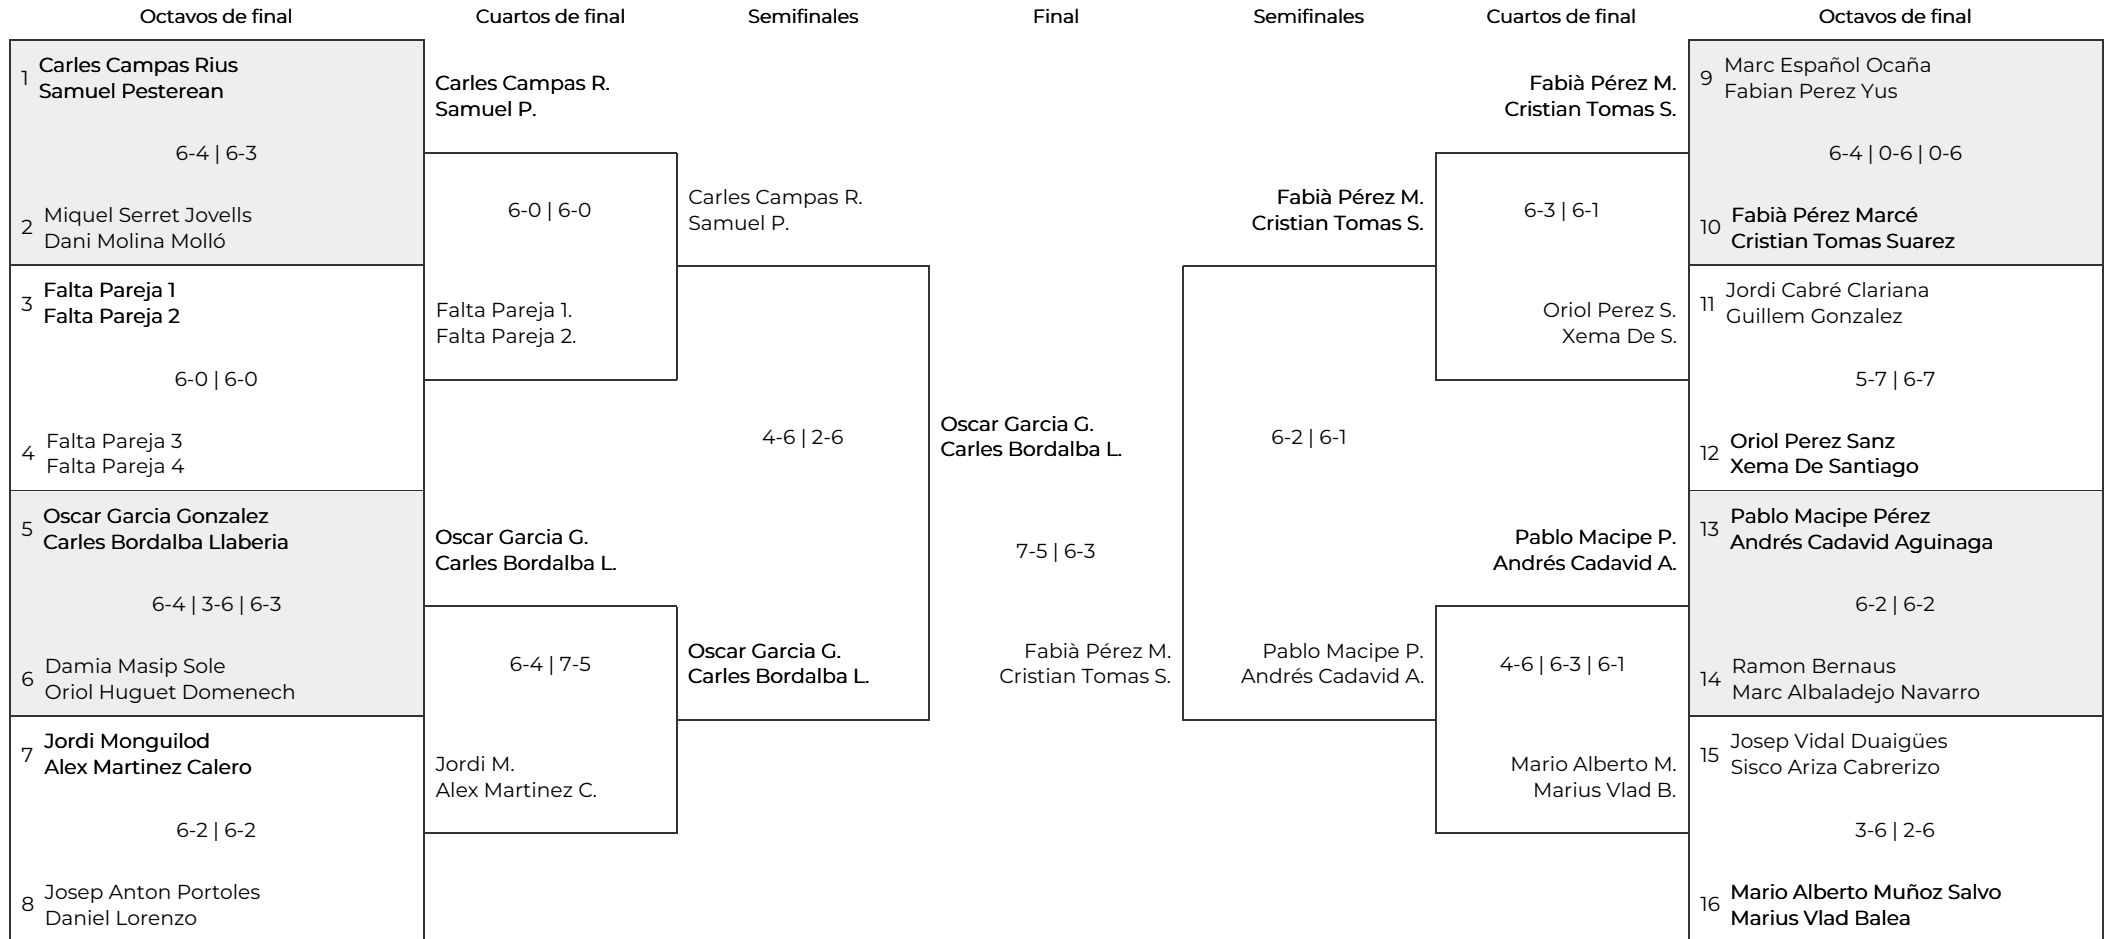 Octavos de final
Cuartos de final
Semifinales
Final
Semifinales
Cuartos de final
Octavos de final
1
Carles Campas Rius
Samuel Pesterean
6-4 | 6-3
2
Miquel Serret Jovells
Dani Molina Molló
3
Falta Pareja 1
Falta Pareja 2
6-0 | 6-0
4
Falta Pareja 3
Falta Pareja 4
5
Oscar Garcia Gonzalez
Carles Bordalba Llaberia
6-4 | 3-6 | 6-3
6
Damia Masip Sole
Oriol Huguet Domenech
7
Jordi Monguilod
Alex Martinez Calero
6-2 | 6-2
8
Josep Anton Portoles
Daniel Lorenzo
Carles Campas R.
Samuel P.
6-0 | 6-0
Falta Pareja 1.
Falta Pareja 2.
Oscar Garcia G.
Carles Bordalba L.
6-4 | 7-5
Jordi M.
Alex Martinez C.
Carles Campas R.
Samuel P.
4-6 | 2-6
Oscar Garcia G.
Carles Bordalba L.
Oscar Garcia G.
Carles Bordalba L.
7-5 | 6-3
Fabià Pérez M.
Cristian Tomas S.
Fabià Pérez M.
Cristian Tomas S.
6-2 | 6-1
Pablo Macipe P.
Andrés Cadavid A.
Fabià Pérez M.
Cristian Tomas S.
6-3 | 6-1
Oriol Perez S.
Xema De S.
Pablo Macipe P.
Andrés Cadavid A.
4-6 | 6-3 | 6-1
Mario Alberto M.
Marius Vlad B.
9
Marc Español Ocaña
Fabian Perez Yus
6-4 | 0-6 | 0-6
10
Fabià Pérez Marcé
Cristian Tomas Suarez
11
Jordi Cabré Clariana
Guillem Gonzalez
5-7 | 6-7
12
Oriol Perez Sanz
Xema De Santiago
13
Pablo Macipe Pérez
Andrés Cadavid Aguinaga
6-2 | 6-2
14
Ramon Bernaus
Marc Albaladejo Navarro
15
Josep Vidal Duaigües
Sisco Ariza Cabrerizo
3-6 | 2-6
16
Mario Alberto Muñoz Salvo
Marius Vlad Balea